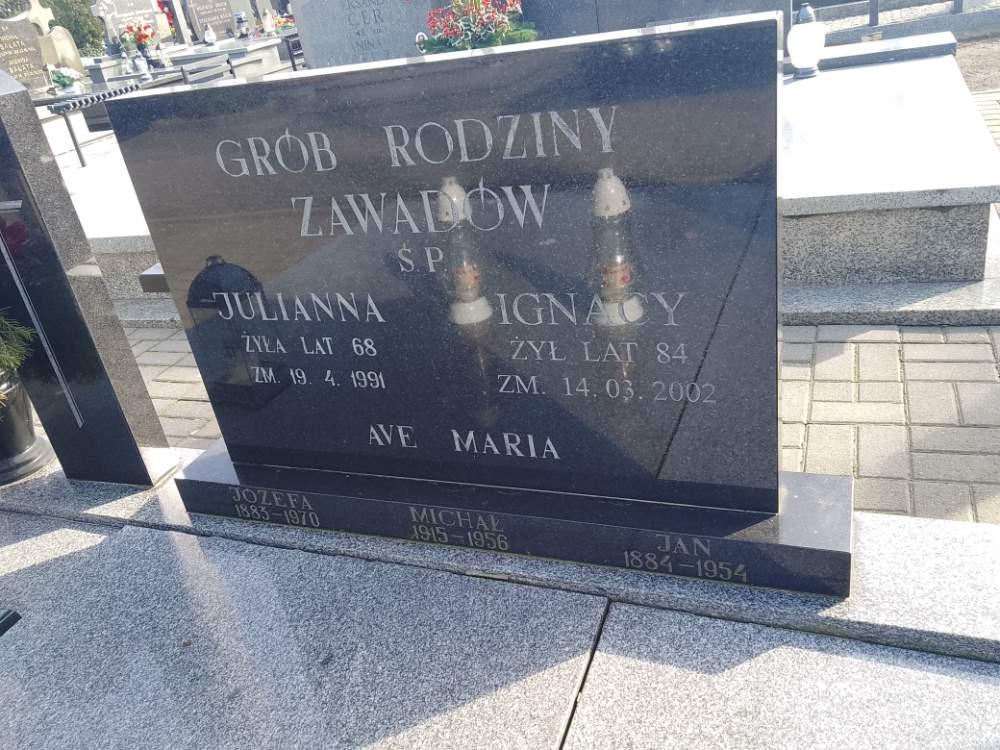 GRÓB RODZINY
ZAWADÓW
Ś.P.
JULIANNA
ŻYŁA LAT 68
ZM. 19. 4. 1991
IGNACY
ŻYŁ LAT 84
ZM. 14. 03. 2002
AVE MARIA
JÓZEFA
1883-1970
MICHAŁ
1915-1956
JAN
1884-1954